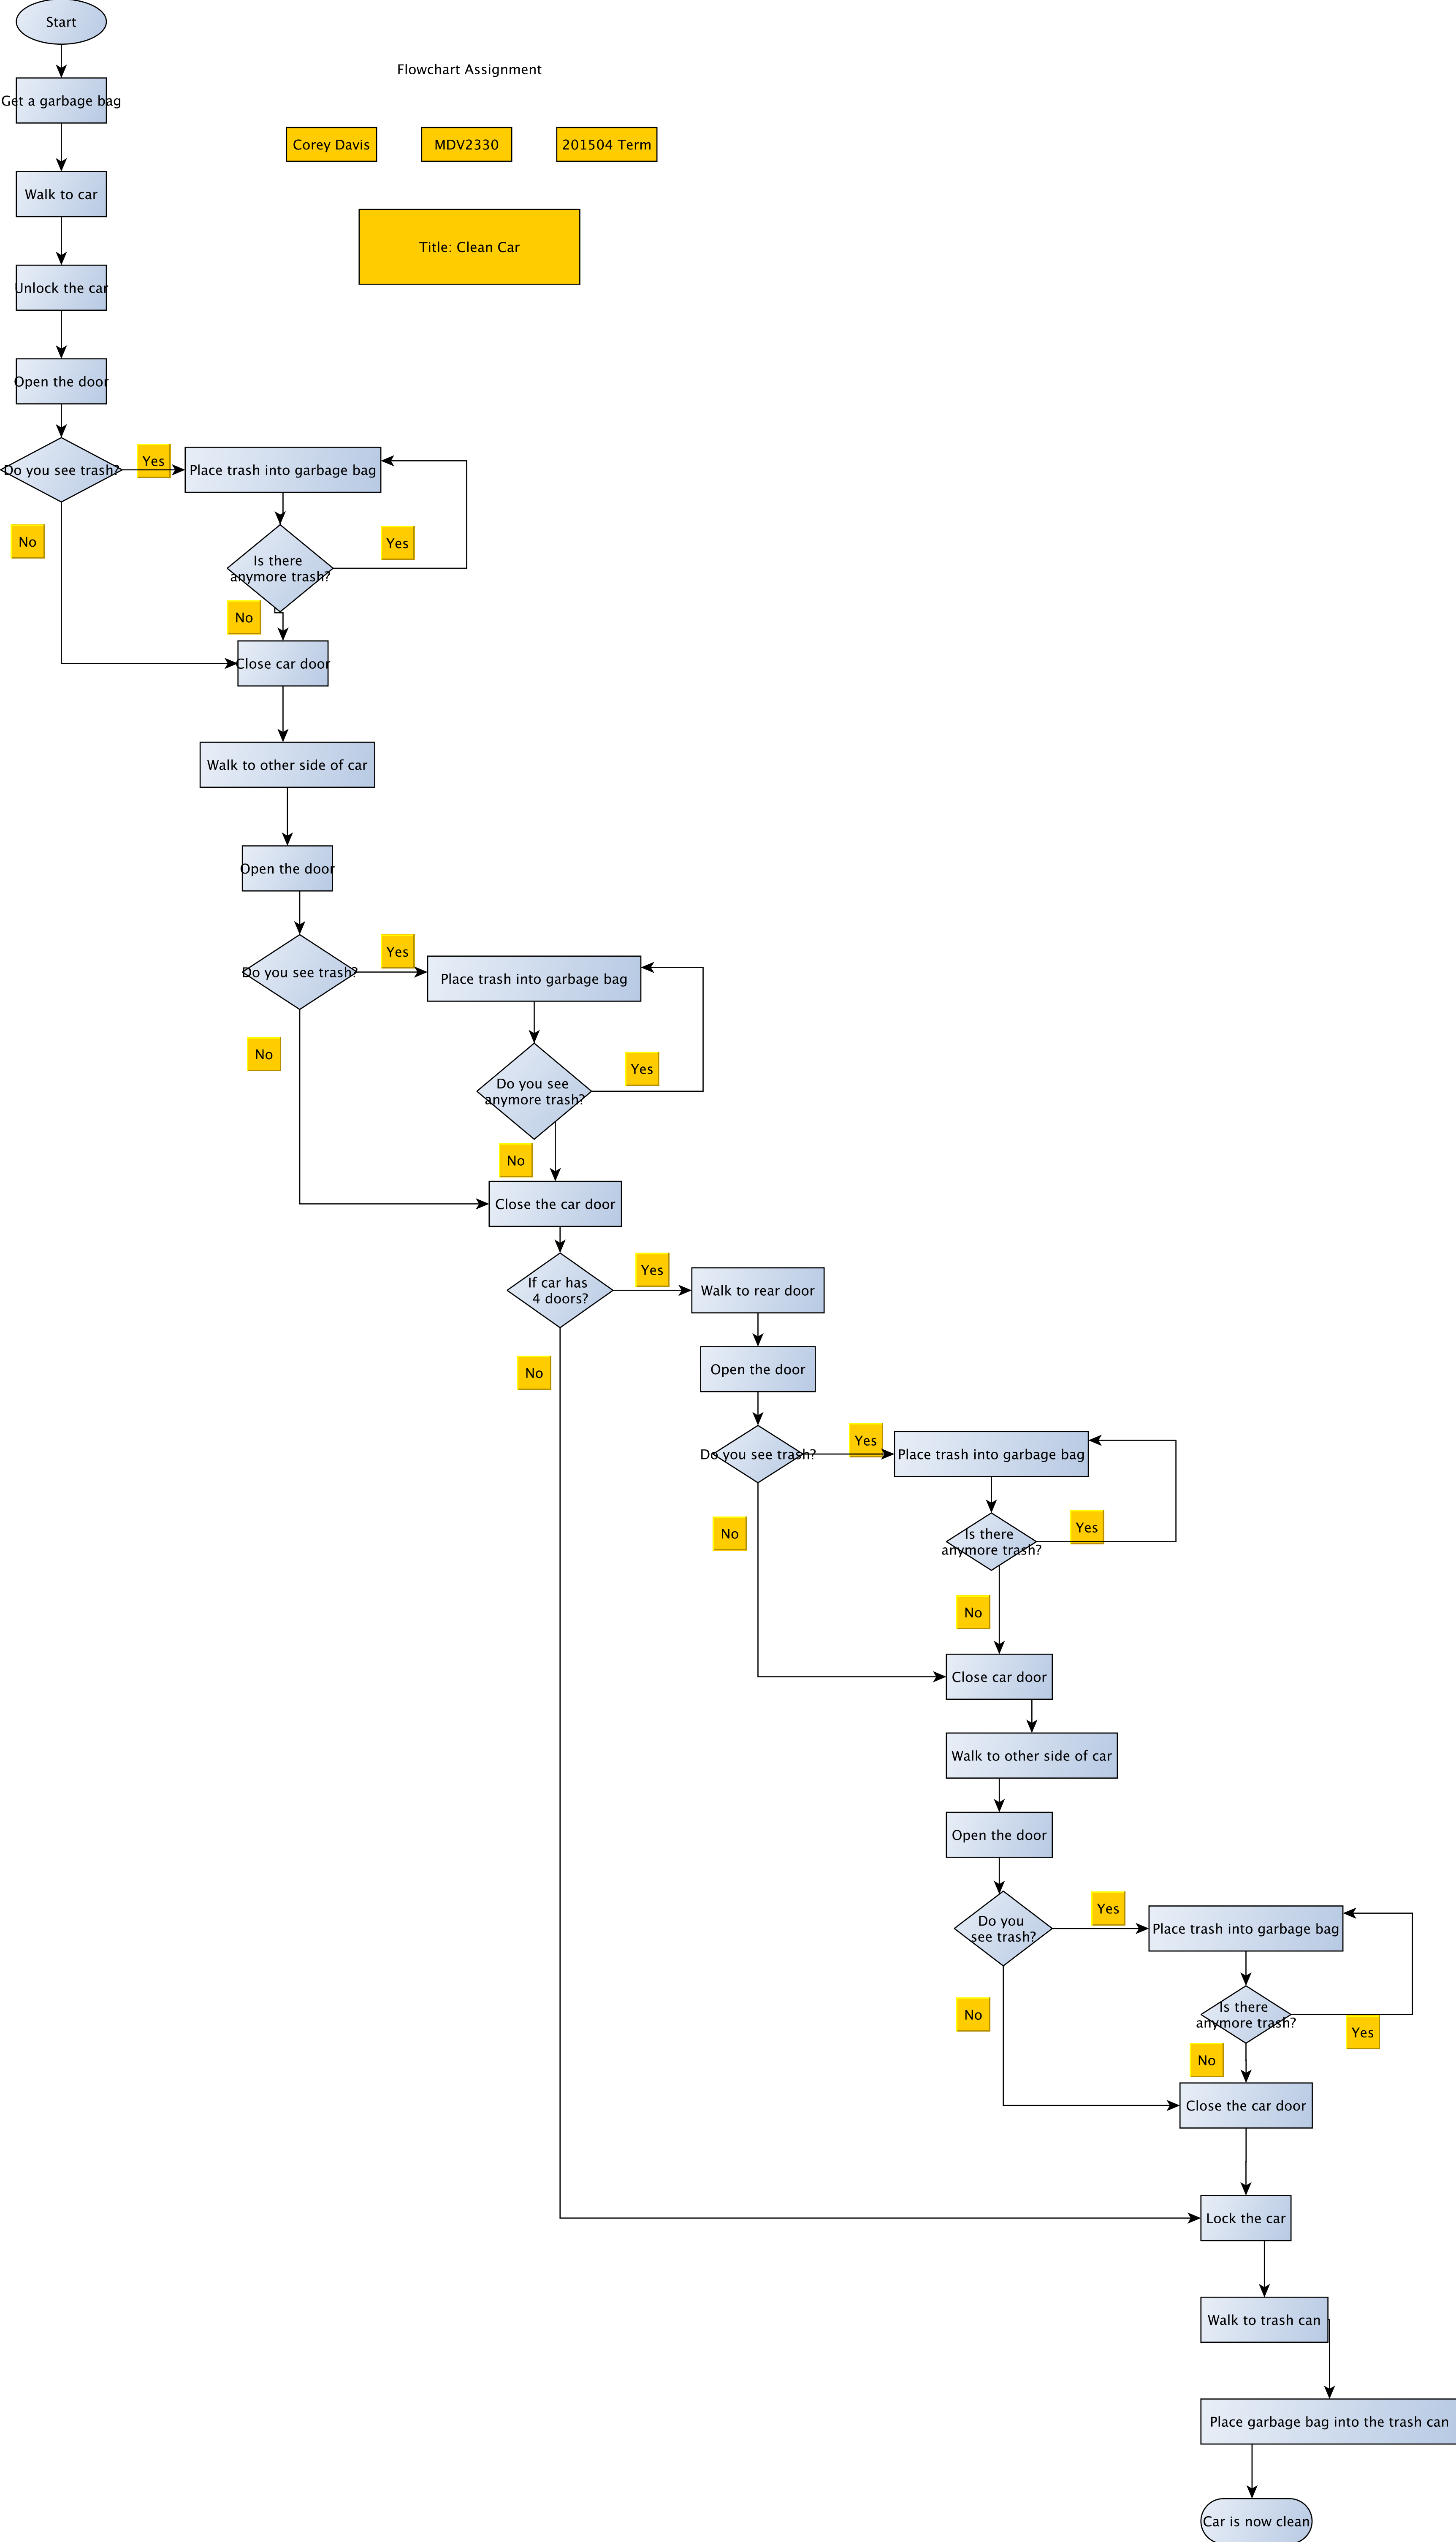 Start
Flowchart Assignment
Get a garbage bag
Corey Davis
MDV2330
201504 Term
Walk to car
Title: Clean Car
Unlock the car
Open the door
Do you see trash?
Yes
Place trash into garbage bag
No
Is there
anymore trash?
Yes
No
Close car door
Walk to other side of car
Open the door
Do you see trash?
Yes
Place trash into garbage bag
No
Do you see
anymore trash?
Yes
No
Close the car door
If car has
4 doors?
Yes
Walk to rear door
No
Open the door
Do you see trash?
Yes
Place trash into garbage bag
No
Is there
anymore trash?
Yes
No
Close car door
Walk to other side of car
Open the door
Do you
see trash?
Yes
Place trash into garbage bag
No
Is there
anymore trash?
Yes
No
Close the car door
Lock the car
Walk to trash can
Place garbage bag into the trash can
Car is now clean